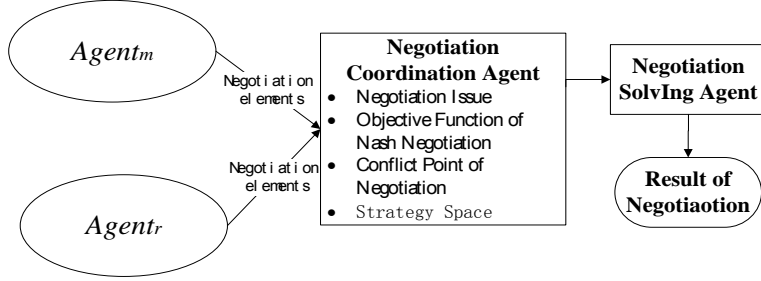 Agentm
Negotiation
elements
Negotiation
elements
Agentr
Negotiation
Coordination Agent
• Negotiation Issue
• Objective Function of
Nash Negotiation
• Conflict Point of
Negotiation
• Strategy Space
Negotiation
SolvIng Agent
Result of
Negotiaotion